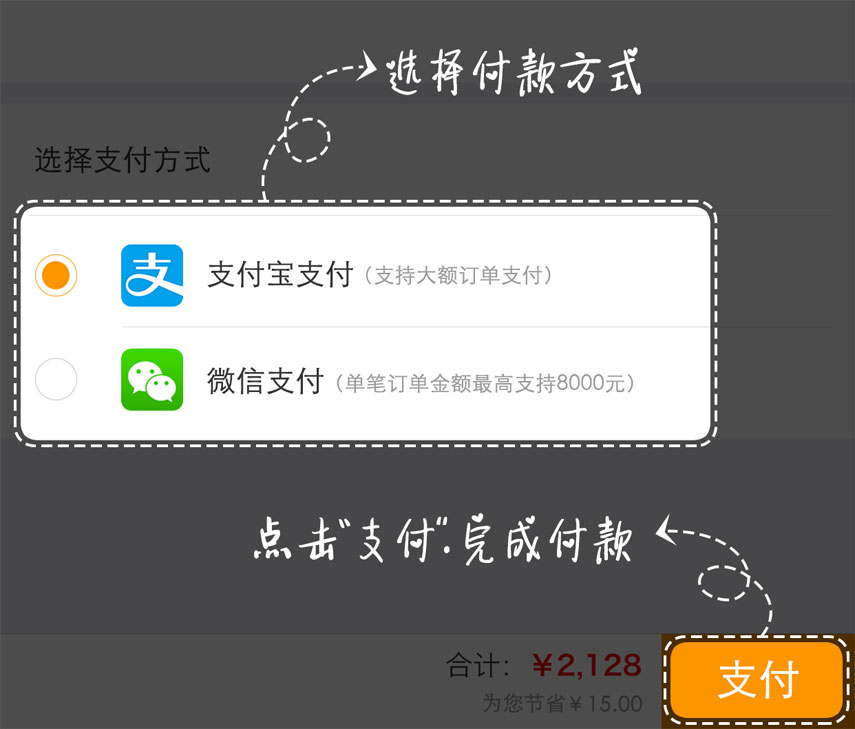 选择付款方式
选择支付方式
支
支付宝支付（支持大额订单支付）
微信支付（单笔订单金额最高支持8000元）
点击“支付”.完成付款
合计：￥2,128
为您节省￥15.00
支付